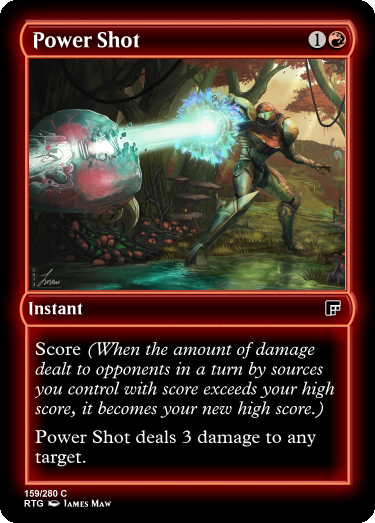 Power Shot 1
Instant
Score (When the amount of damage
dealt to opponents in a turn by sources
you control with score exceeds your high
score, it becomes your new high score.)
Power Shot deals 3 damage to any
target.
159/280 C
RTG James Maw